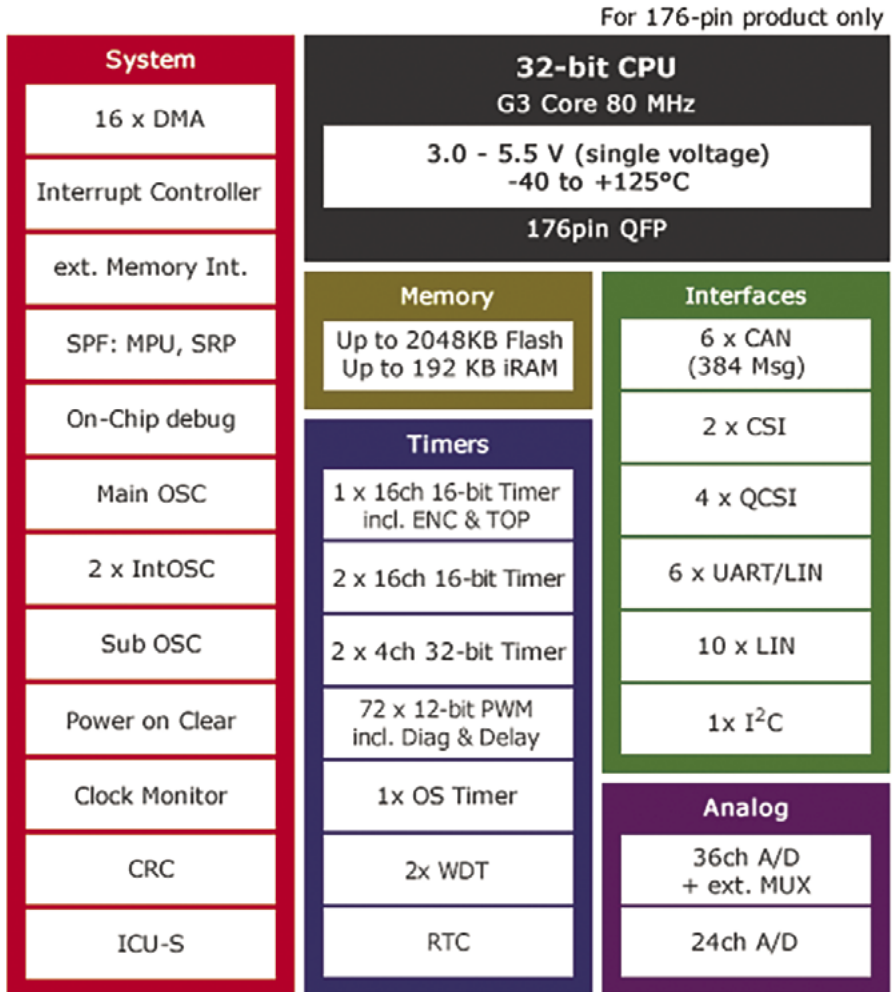 For 176-pin product only
System
16 x DMA
Interrupt Controller
ext. Memory Int.
SPF: MPU, SRP
On-Chip debug
Main OSC
2 x IntOSC
Sub OSC
Power on Clear
Clock Monitor
CRC
ICU-S
32-bit CPU
G3 Core 80 MHz
3.0 - 5.5 V (single voltage)
-40 to +125°C
176pin QFP
Memory
Up to 2048KB Flash
Up to 192 KB iRAM
Timers
1 x 16ch 16-bit Timer
incl. ENC & TOP
2 x 16ch 16-bit Timer
2 x 4ch 32-bit Timer
72 x 12-bit PWM
incl. Diag & Delay
1x OS Timer
2x WDT
RTC
Interfaces
6 x CAN
(384 Msg)
2 x CSI
4 x QCSI
6 x UART/LIN
10 x LIN
1x I²C
Analog
36ch A/D
+ ext. MUX
24ch A/D